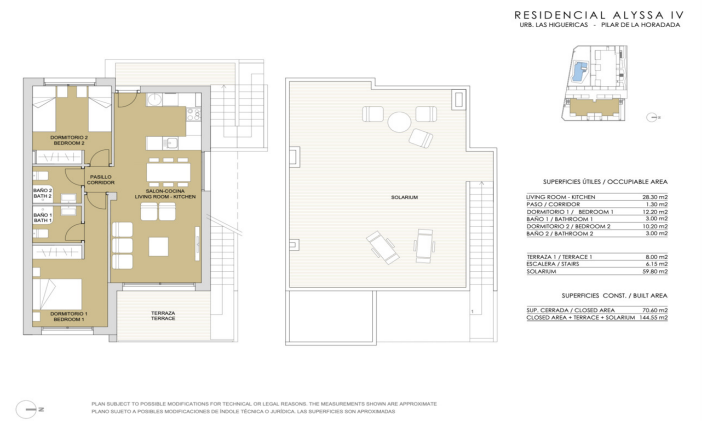 RESIDENCIAL ALYSSA IV
URB. LAS HIGUERICAS - PILAR DE LA HORADADA
DORMITORIO 2
BEDROOM 2
PASILLO
CORRIDOR
BAÑO 2
BATH 2
BAÑO 1
BATH 1
SALON-COCINA
LIVING ROOM - KITCHEN
DORMITORIO 1
BEDROOM 1
TERRAZA
TERRACE
SOLARIUM
SUPERFICIES ÚTILES / OCCUPIABLE AREA
LIVING ROOM - KITCHEN 28.30 m2
PASO / CORRIDOR 1.30 m2
DORMITORIO 1 / BEDROOM 1 12.20 m2
BAÑO 1 / BATHROOM 1 3.00 m2
DORMITORIO 2 / BEDROOM 2 10.20 m2
BAÑO 2 / BATHROOM 2 3.00 m2
TERRAZA 1 / TERRACE 1 8.00 m2
ESCALERA / STAIRS 6.15 m2
SOLARIUM 59.80 m2
SUPERFICIES CONST. / BUILT AREA
SUP. CERRADA / CLOSED AREA 70.60 m2
CLOSED AREA + TERRACE + SOLARIUM 144.55 m2
N
PLAN SUBJECT TO POSSIBLE MODIFICATIONS FOR TECHNICAL OR LEGAL REASONS. THE MEASUREMENTS SHOWN ARE APPROXIMATE
PLANO SUJETO A POSIBLES MODIFICACIONES DE ÍNDOLE TÉCNICA O JURÍDICA, LAS SUPERFICIES SON APROXIMADAS